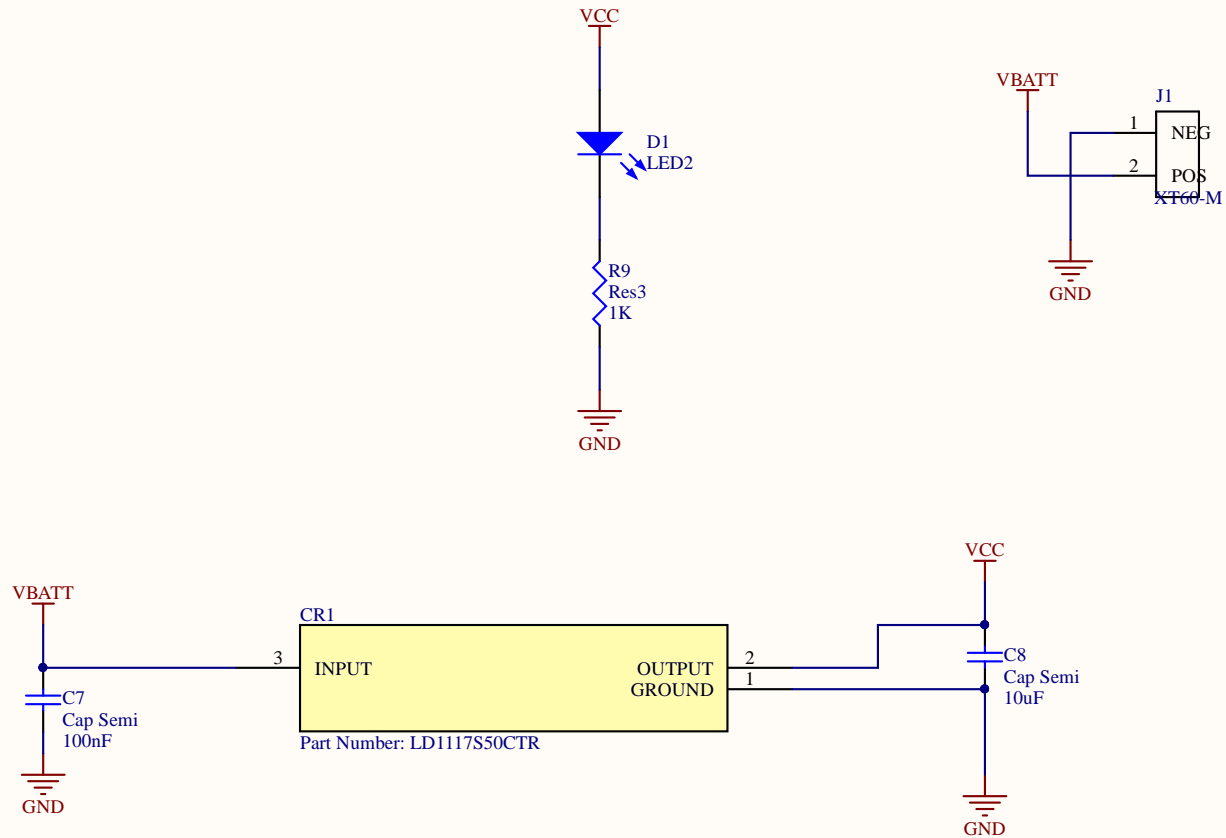 VCC
D1
LED2
R9
Res3
1K
GND
VBATT
J1
1
NEG
2
POS
XT60-M
GND
VBATT
C7
Cap Semi
100nF
GND
CR1
3
INPUT
OUTPUT
2
GROUND
1
Part Number: LD1117S50CTR
VCC
C8
Cap Semi
10uF
GND